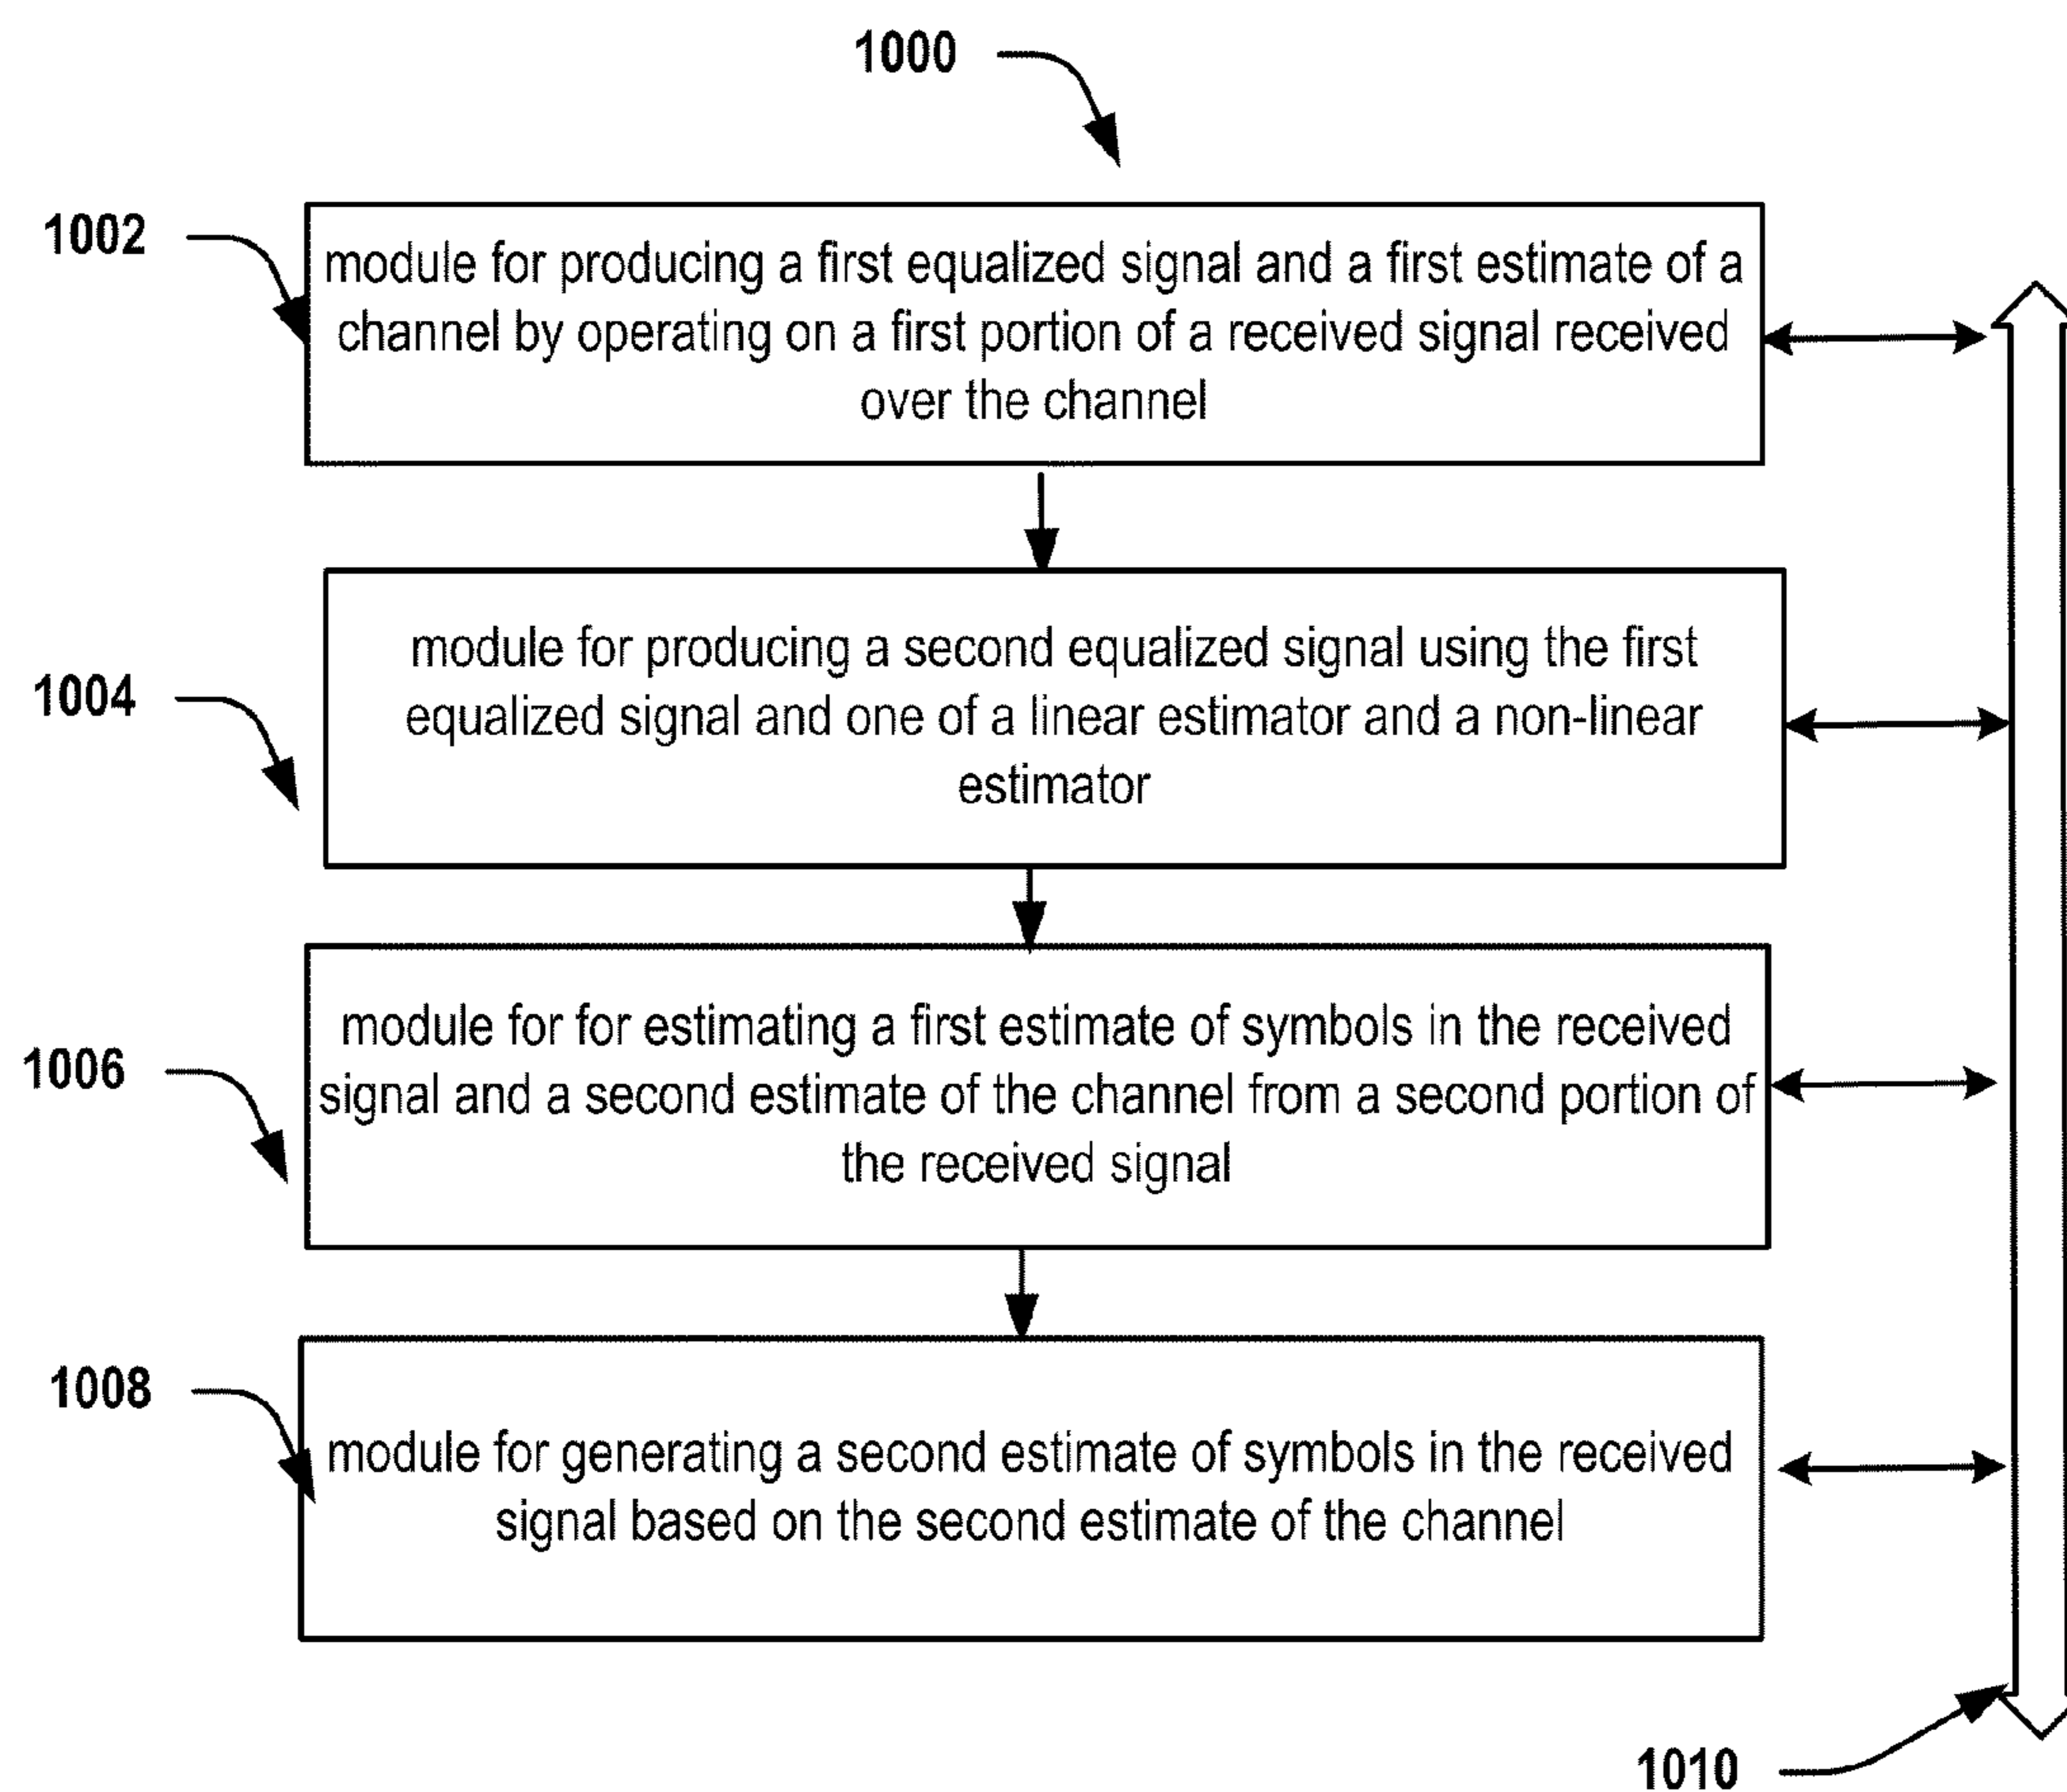 1000
1002
module for producing a first equalized signal and a first estimate of a
channel by operating on a first portion of a received signal received
over the channel
1004
module for producing a second equalized signal using the first
equalized signal and one of a linear estimator and a non-linear
estimator
1006
module for for estimating a first estimate of symbols in the received
signal and a second estimate of the channel from a second portion of
the received signal
1008
module for generating a second estimate of symbols in the received
signal based on the second estimate of the channel
1010